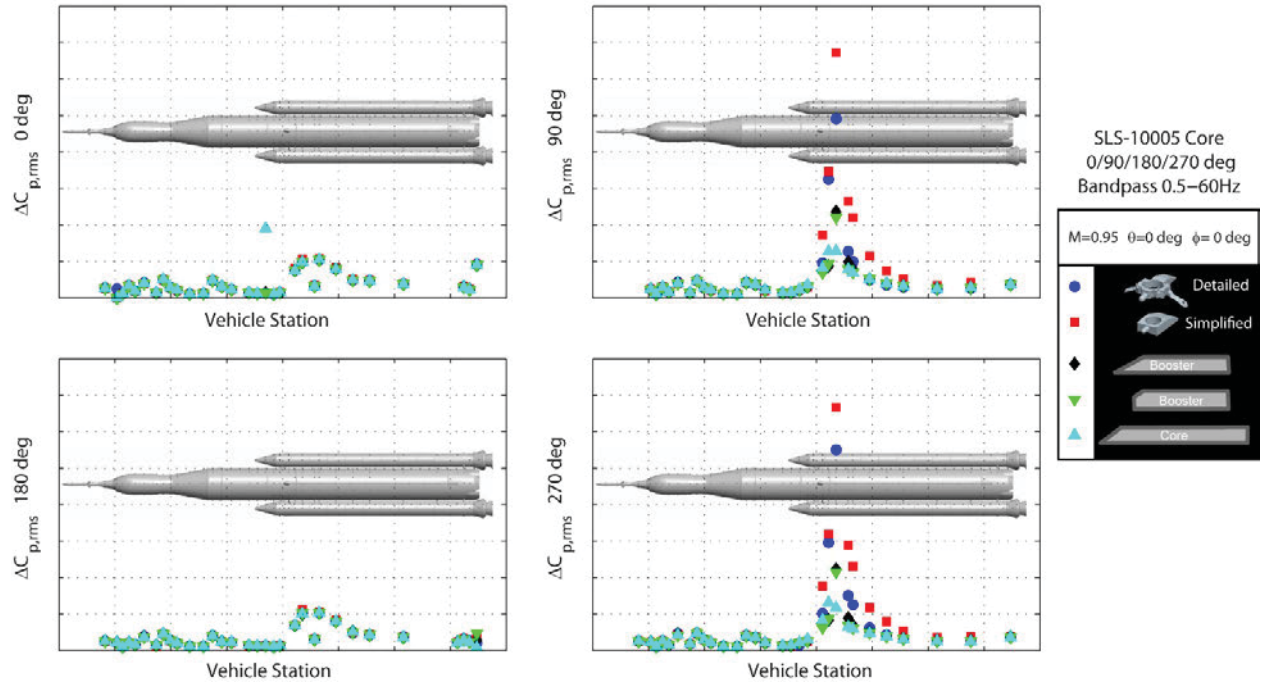 0 deg
ΔC p,rms
Vehicle Station
90 deg
ΔC p,rms
Vehicle Station
180 deg
ΔC p,rms
Vehicle Station
270 deg
ΔC p,rms
Vehicle Station
SLS-10005 Core
0/90/180/270 deg
Bandpass 0.5–60Hz
M=0.95 θ=0 deg ϕ= 0 deg
Detailed
Simplified
Booster
Booster
Core